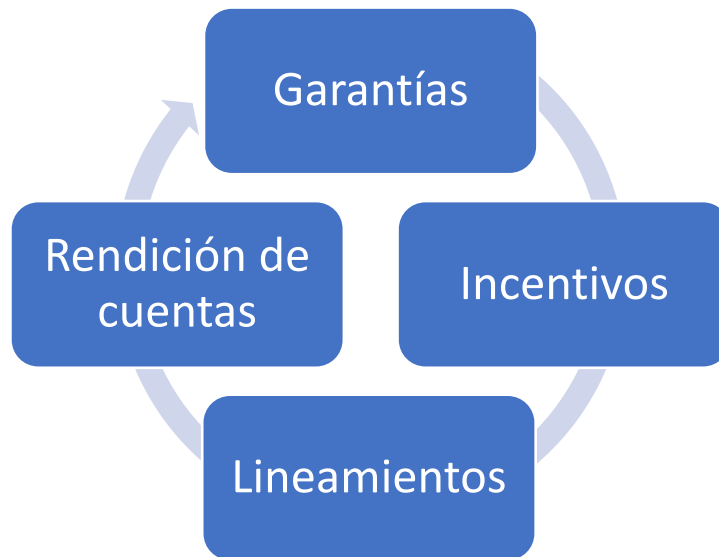 Garantías
Incentivos
Lineamientos
Rendición de
cuentas